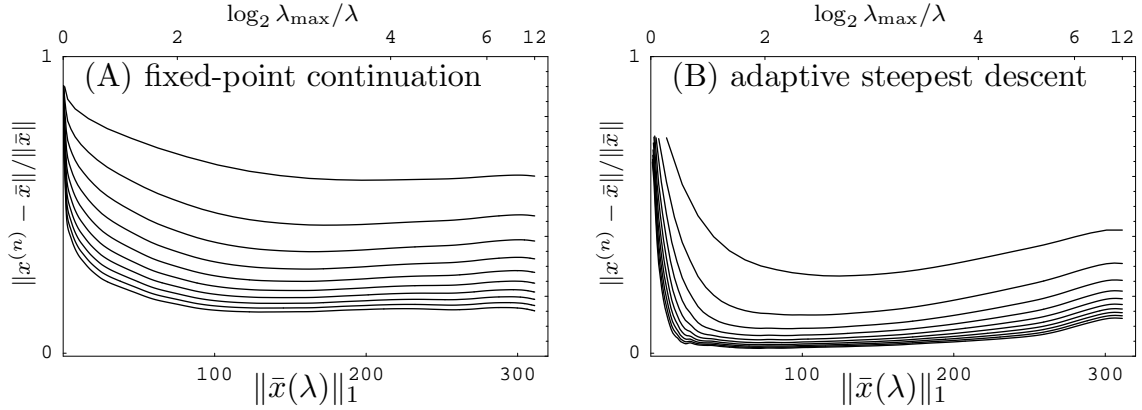 log₂ λmax/λ
0 2 4 6 12
1
(A) fixed-point continuation
‖x⁽ⁿ⁾ − x̄‖/‖x̄‖
0
100 200 300
‖x̄(λ)‖₁
log₂ λmax/λ
0 2 4 6 12
1
(B) adaptive steepest descent
‖x⁽ⁿ⁾ − x̄‖/‖x̄‖
0
100 200 300
‖x̄(λ)‖₁